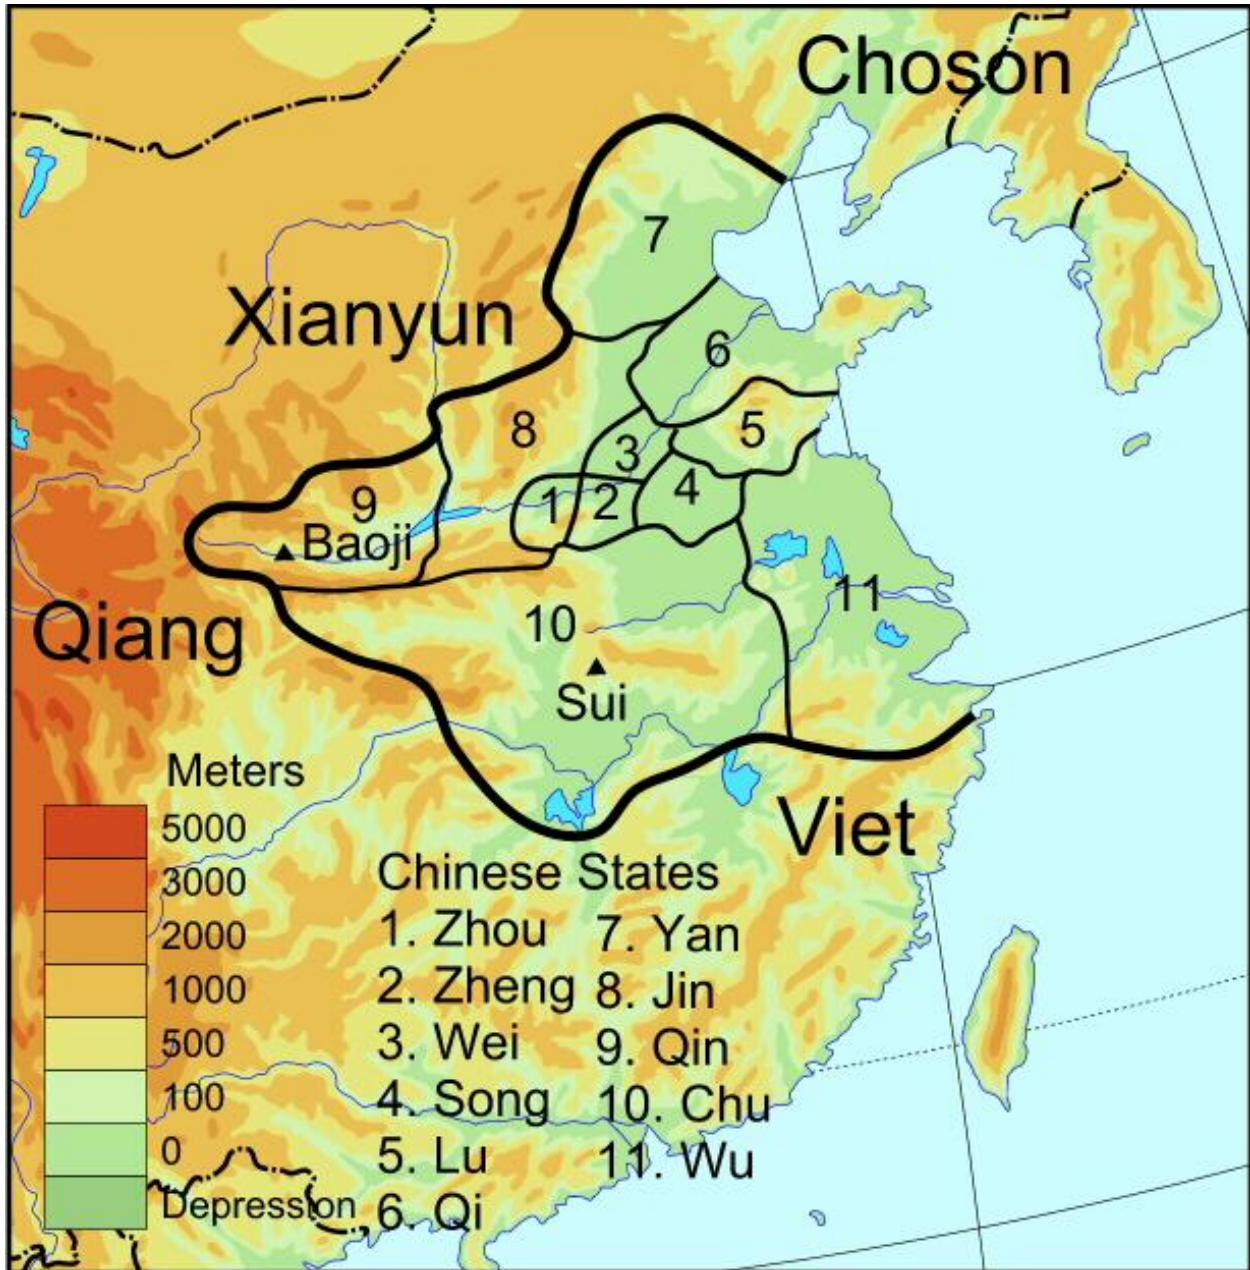 Choson
7
Xianyun
6
8
5
3
9
4
1
2
Baoji
11
Qiang
10
Sui
Meters
5000
3000
2000
1000
500
100
0
Depression
Viet
Chinese States
1. Zhou
2. Zheng
3. Wei
4. Song
5. Lu
6. Qi
7. Yan
8. Jin
9. Qin
10. Chu
11. Wu